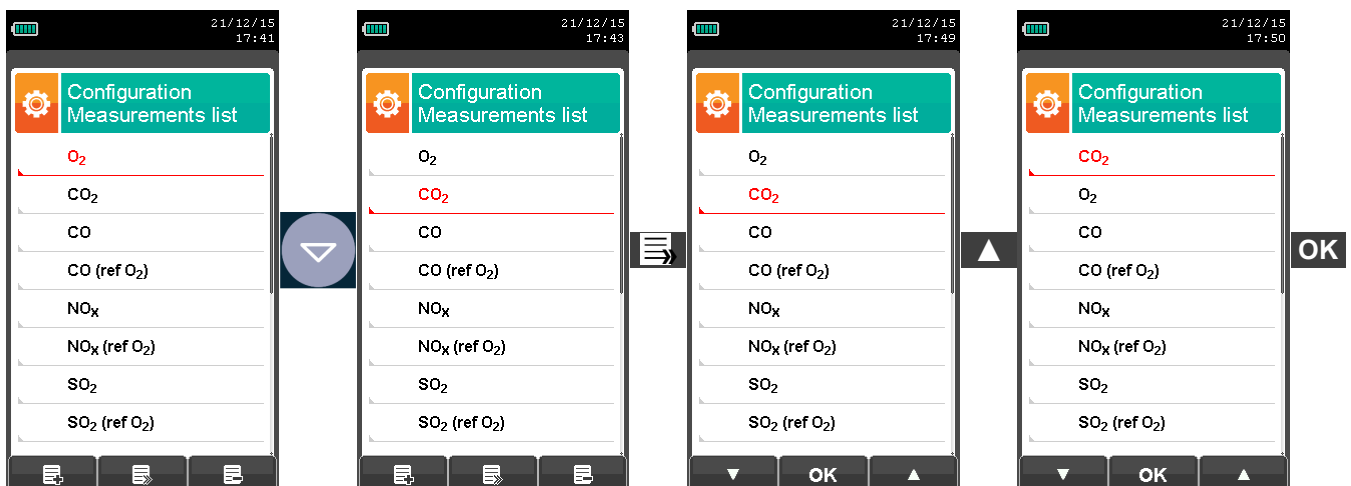 21/12/15
17:41
Configuration
Measurements list
O₂
CO₂
CO
CO (ref O₂)
NOₓ
NOₓ (ref O₂)
SO₂
SO₂ (ref O₂)
21/12/15
17:43
Configuration
Measurements list
O₂
CO₂
CO
CO (ref O₂)
NOₓ
NOₓ (ref O₂)
SO₂
SO₂ (ref O₂)
21/12/15
17:49
Configuration
Measurements list
O₂
CO₂
CO
CO (ref O₂)
NOₓ
NOₓ (ref O₂)
SO₂
SO₂ (ref O₂)
OK
21/12/15
17:50
Configuration
Measurements list
CO₂
O₂
CO
CO (ref O₂)
NOₓ
NOₓ (ref O₂)
SO₂
SO₂ (ref O₂)
OK
OK